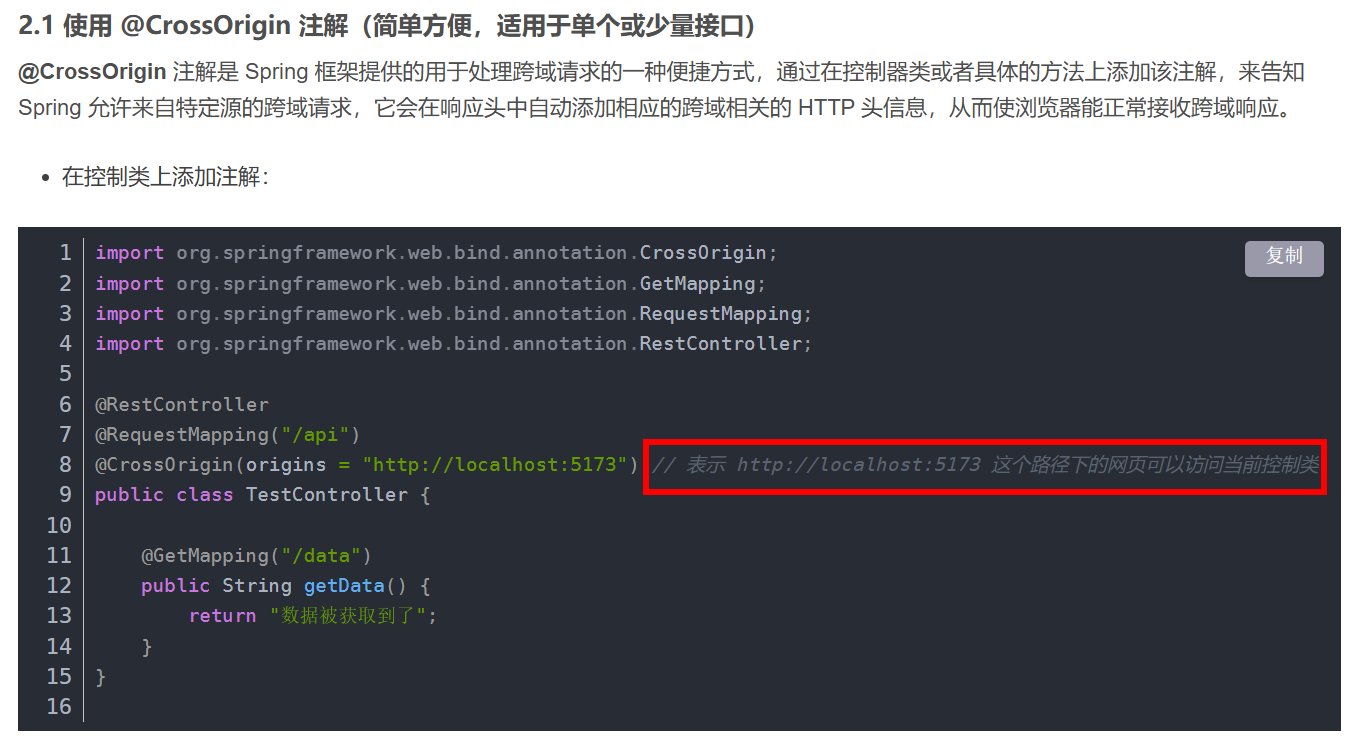 2.1 使用 @CrossOrigin 注解（简单方便，适用于单个或少量接口）
@CrossOrigin 注解是 Spring 框架提供的用于处理跨域请求的一种便捷方式，通过在控制器类或者具体的方法上添加该注解，来告知
Spring 允许来自特定源的跨域请求，它会在响应头中自动添加相应的跨域相关的 HTTP 头信息，从而使浏览器能正常接收跨域响应。
• 在控制类上添加注解：
复制
1 import org.springframework.web.bind.annotation.CrossOrigin;
2 import org.springframework.web.bind.annotation.GetMapping;
3 import org.springframework.web.bind.annotation.RequestMapping;
4 import org.springframework.web.bind.annotation.RestController;
5
6 @RestController
7 @RequestMapping("/api")
8 @CrossOrigin(origins = "http://localhost:5173") // 表示 http://localhost:5173 这个路径下的网页可以访问当前控制类
9 public class TestController {
10
11     @GetMapping("/data")
12     public String getData() {
13         return "数据被获取到了";
14     }
15 }
16